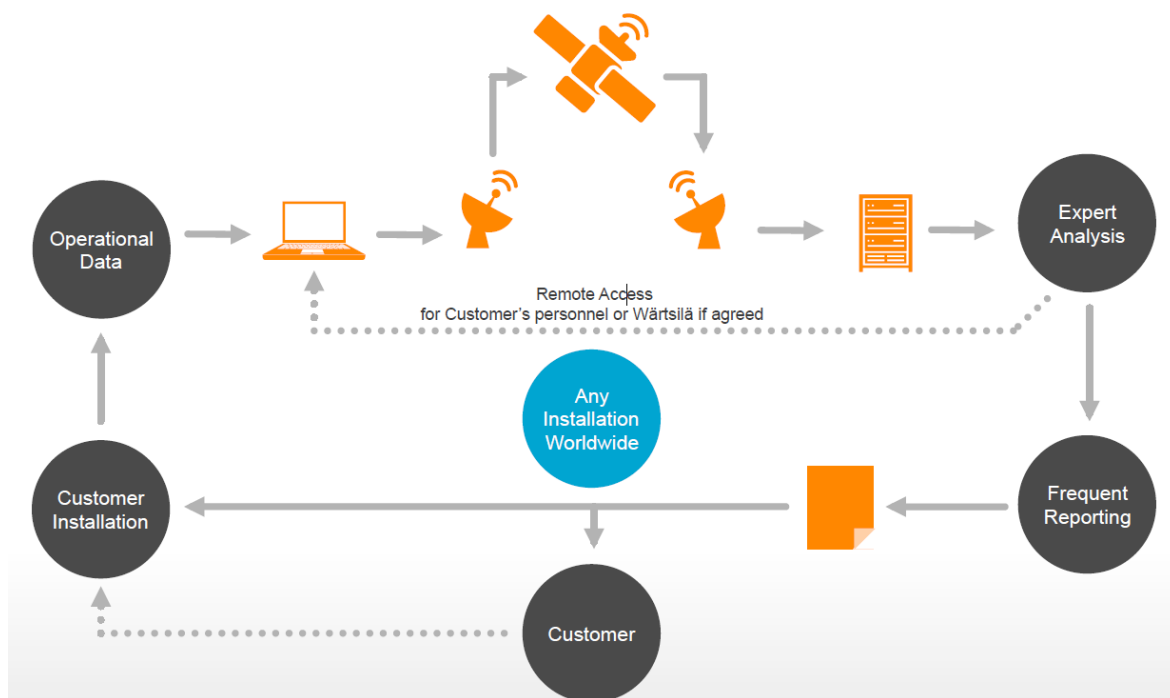 Operational
Data
Expert
Analysis
Remote Access
for Customer's personnel or Wärtsilä if agreed
Any
Installation
Worldwide
Customer
Installation
Frequent
Reporting
Customer